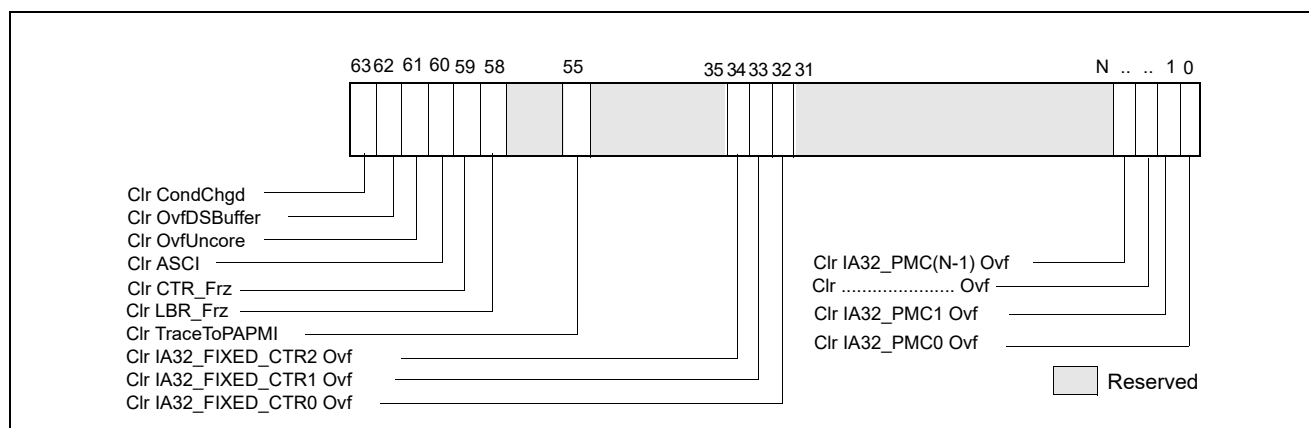 63 62 61 60 59 58 55 35 34 33 32 31 N .. .. 1 0
Clr CondChgd
Clr OvfDSBuffer
Clr OvfUncore
Clr ASCI
Clr CTR_Frz
Clr LBR_Frz
Clr TraceToPAPMI
Clr IA32_FIXED_CTR2 Ovf
Clr IA32_FIXED_CTR1 Ovf
Clr IA32_FIXED_CTR0 Ovf
Clr IA32_PMC(N-1) Ovf
Clr ...................... Ovf
Clr IA32_PMC1 Ovf
Clr IA32_PMC0 Ovf
Reserved